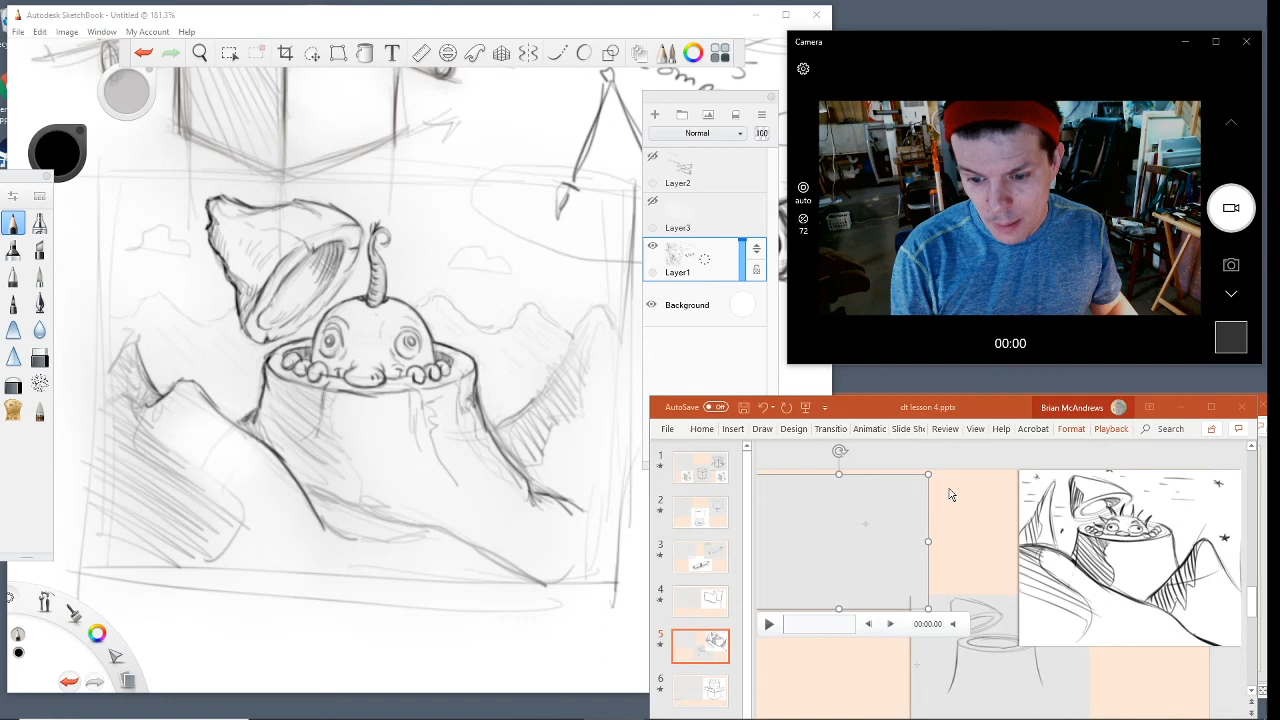 Autodesk SketchBook - Untitled @ 181.3%
File Edit Image Window My Account Help
T
Normal 100
Layer2
Layer3
Layer1
Background
Camera
auto
72
00:00
AutoSave Off dt lesson 4.pptx Brian McAndrews
File Home Insert Draw Design Transitio Animatic Slide Sho Review View Help Acrobat Format Playback Search
1
2
3
4
5
6
00:00.00